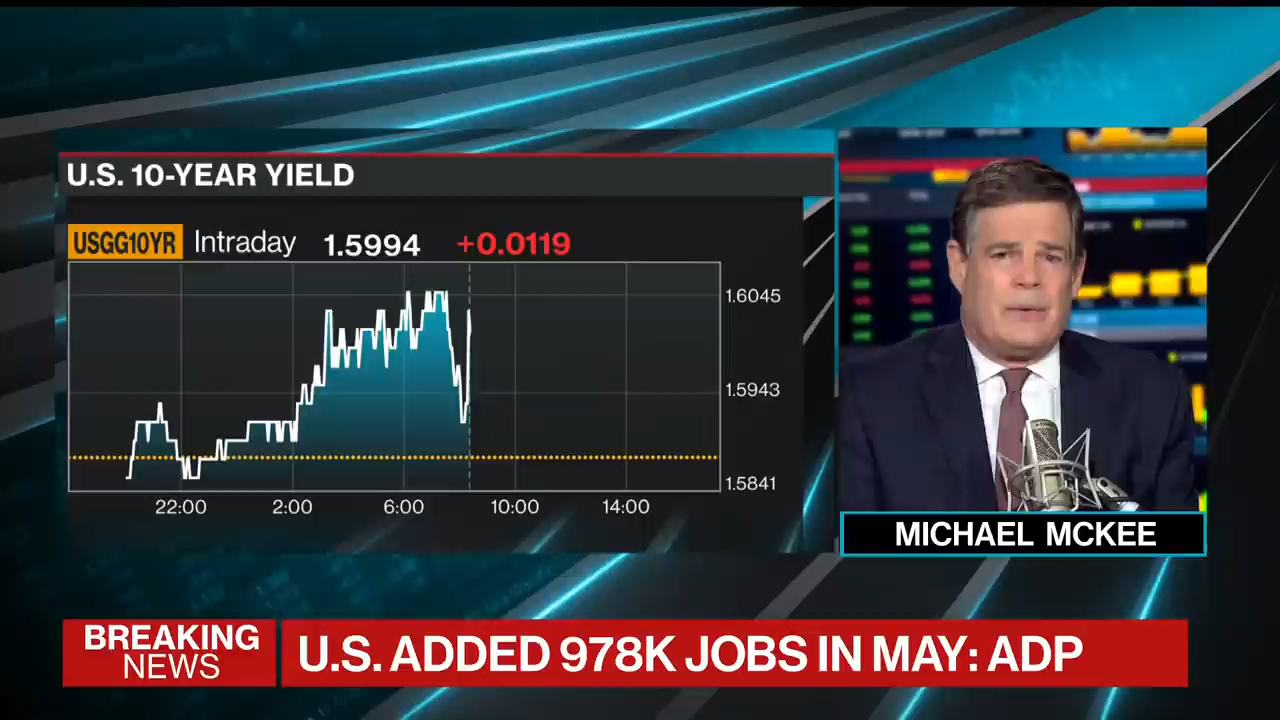 U.S. 10-YEAR YIELD
USGG10YR Intraday 1.5994 +0.0119
1.6045
1.5943
1.5841
22:00 2:00 6:00 10:00 14:00
MICHAEL MCKEE
BREAKING
NEWS
U.S. ADDED 978K JOBS IN MAY: ADP